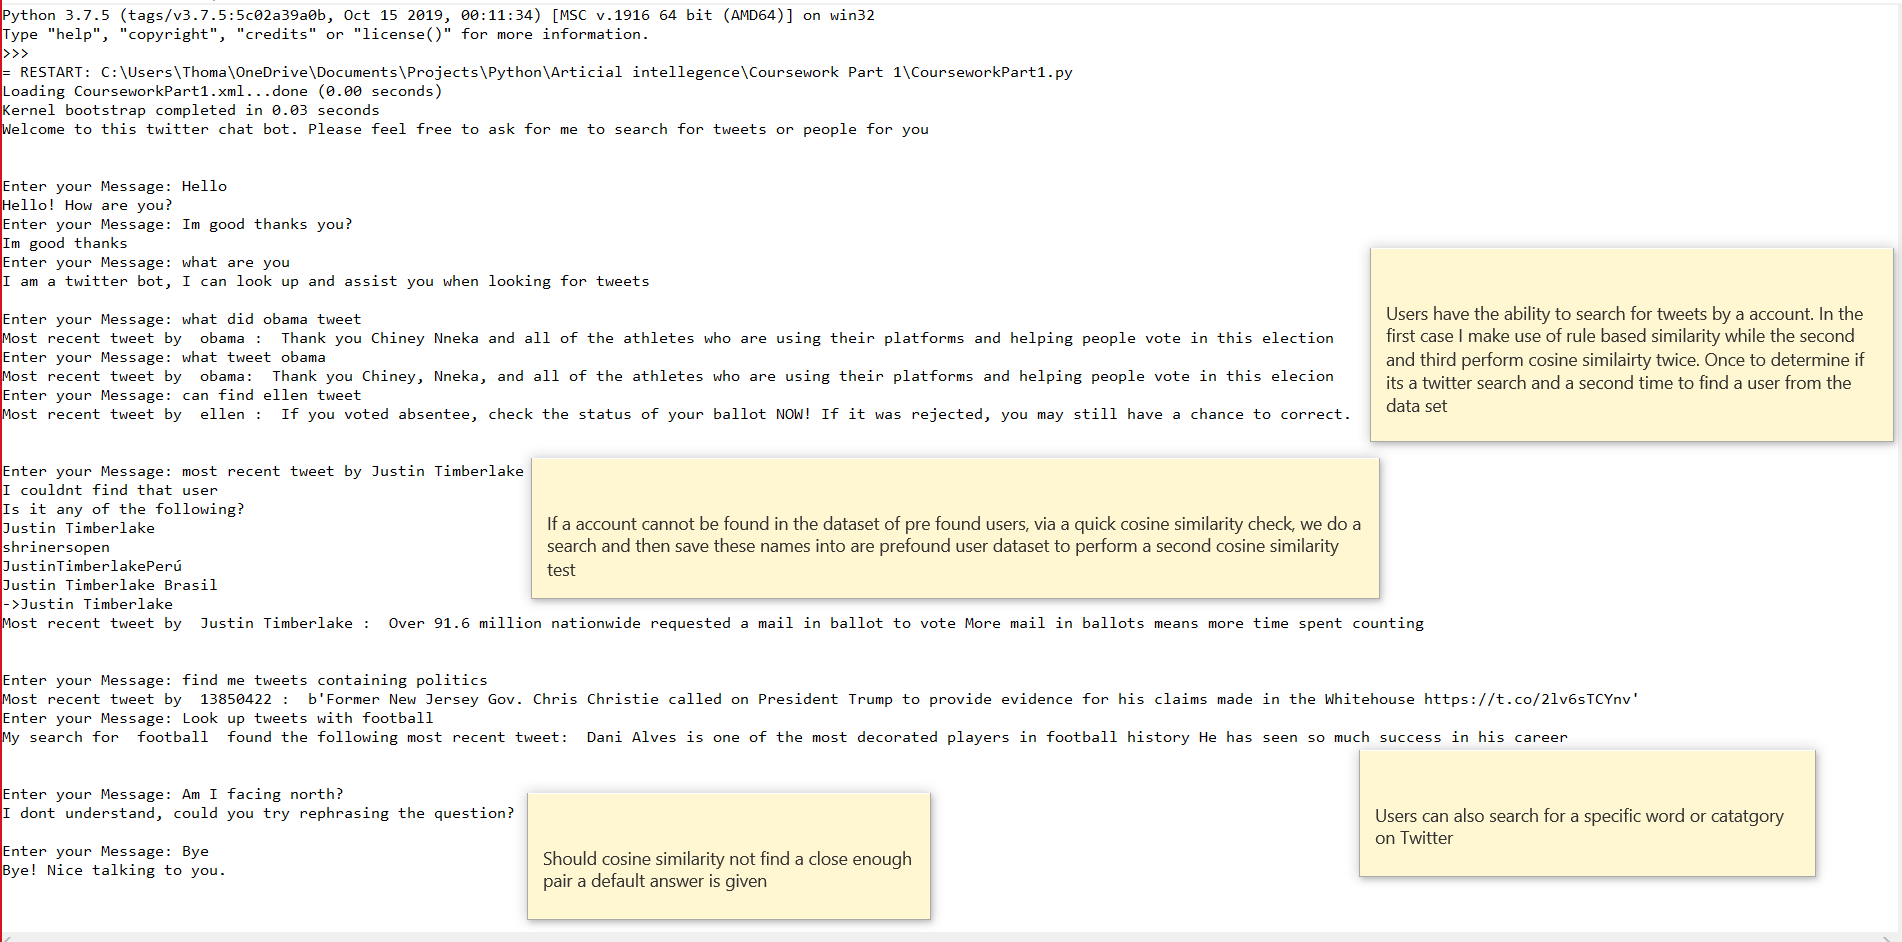 Python 3.7.5 (tags/v3.7.5:5c02a39a0b, Oct 15 2019, 00:11:34) [MSC v.1916 64 bit (AMD64)] on win32
Type "help", "copyright", "credits" or "license()" for more information.
>>>
= RESTART: C:\Users\Thoma\OneDrive\Documents\Projects\Python\Articial intellegence\Coursework Part 1\CourseworkPart1.py
Loading CourseworkPart1.xml...done (0.00 seconds)
Kernel bootstrap completed in 0.03 seconds
Welcome to this twitter chat bot. Please feel free to ask for me to search for tweets or people for you
Enter your Message: Hello
Hello! How are you?
Enter your Message: Im good thanks you?
Im good thanks
Enter your Message: what are you
I am a twitter bot, I can look up and assist you when looking for tweets
Enter your Message: what did obama tweet
Most recent tweet by  obama :  Thank you Chiney Nneka and all of the athletes who are using their platforms and helping people vote in this election
Enter your Message: what tweet obama
Most recent tweet by  obama:  Thank you Chiney, Nneka, and all of the athletes who are using their platforms and helping people vote in this elecion
Enter your Message: can find ellen tweet
Most recent tweet by  ellen :  If you voted absentee, check the status of your ballot NOW! If it was rejected, you may still have a chance to correct.
Users have the ability to search for tweets by a account. In the
first case I make use of rule based similarity while the second
and third perform cosine similairty twice. Once to determine if
its a twitter search and a second time to find a user from the
data set
Enter your Message: most recent tweet by Justin Timberlake
I couldnt find that user
Is it any of the following?
Justin Timberlake
shrinersopen
JustinTimberlakePerú
Justin Timberlake Brasil
->Justin Timberlake
Most recent tweet by  Justin Timberlake :  Over 91.6 million nationwide requested a mail in ballot to vote More mail in ballots means more time spent counting
If a account cannot be found in the dataset of pre found users, via a quick cosine similarity check, we do a
search and then save these names into are prefound user dataset to perform a second cosine similarity
test
Enter your Message: find me tweets containing politics
Most recent tweet by  13850422 :  b'Former New Jersey Gov. Chris Christie called on President Trump to provide evidence for his claims made in the Whitehouse https://t.co/2lv6sTCYnv'
Enter your Message: Look up tweets with football
My search for  football  found the following most recent tweet:  Dani Alves is one of the most decorated players in football history He has seen so much success in his career
Users can also search for a specific word or catatgory
on Twitter
Enter your Message: Am I facing north?
I dont understand, could you try rephrasing the question?
Should cosine similarity not find a close enough
pair a default answer is given
Enter your Message: Bye
Bye! Nice talking to you.